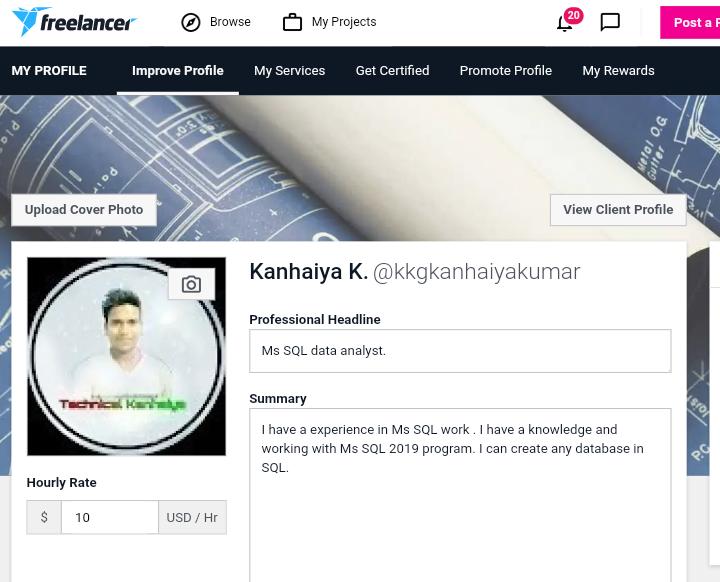 freelancer
Browse
My Projects
20
Post a P
MY PROFILE
Improve Profile
My Services
Get Certified
Promote Profile
My Rewards
Metal O.G.
Gutter
Upload Cover Photo
View Client Profile
Kanhaiya K. @kkgkanhaiyakumar
Technical Kanhaiya
Professional Headline
Ms SQL data analyst.
Summary
I have a experience in Ms SQL work . I have a knowledge and
working with Ms SQL 2019 program. I can create any database in
SQL.
Hourly Rate
$ 10 USD / Hr